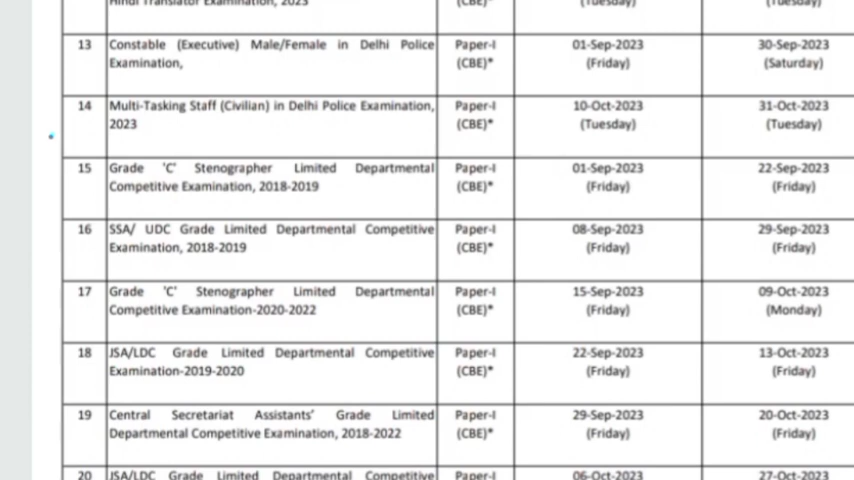 Hindi Translator Examination, 2023 (CBE)* (Tuesday) (Tuesday)
13 Constable (Executive) Male/Female in Delhi Police Paper-I 01-Sep-2023 30-Sep-2023
Examination, (CBE)* (Friday) (Saturday)
14 Multi-Tasking Staff (Civilian) in Delhi Police Examination, Paper-I 10-Oct-2023 31-Oct-2023
2023 (CBE)* (Tuesday) (Tuesday)
15 Grade 'C' Stenographer Limited Departmental Paper-I 01-Sep-2023 22-Sep-2023
Competitive Examination, 2018-2019 (CBE)* (Friday) (Friday)
16 SSA/ UDC Grade Limited Departmental Competitive Paper-I 08-Sep-2023 29-Sep-2023
Examination, 2018-2019 (CBE)* (Friday) (Friday)
17 Grade 'C' Stenographer Limited Departmental Paper-I 15-Sep-2023 09-Oct-2023
Competitive Examination-2020-2022 (CBE)* (Friday) (Monday)
18 JSA/LDC Grade Limited Departmental Competitive Paper-I 22-Sep-2023 13-Oct-2023
Examination-2019-2020 (CBE)* (Friday) (Friday)
19 Central Secretariat Assistants' Grade Limited Paper-I 29-Sep-2023 20-Oct-2023
Departmental Competitive Examination, 2018-2022 (CBE)* (Friday) (Friday)
20 JSA/LDC Grade Limited Departmental Competitive Paper-I 06-Oct-2023 27-Oct-2023